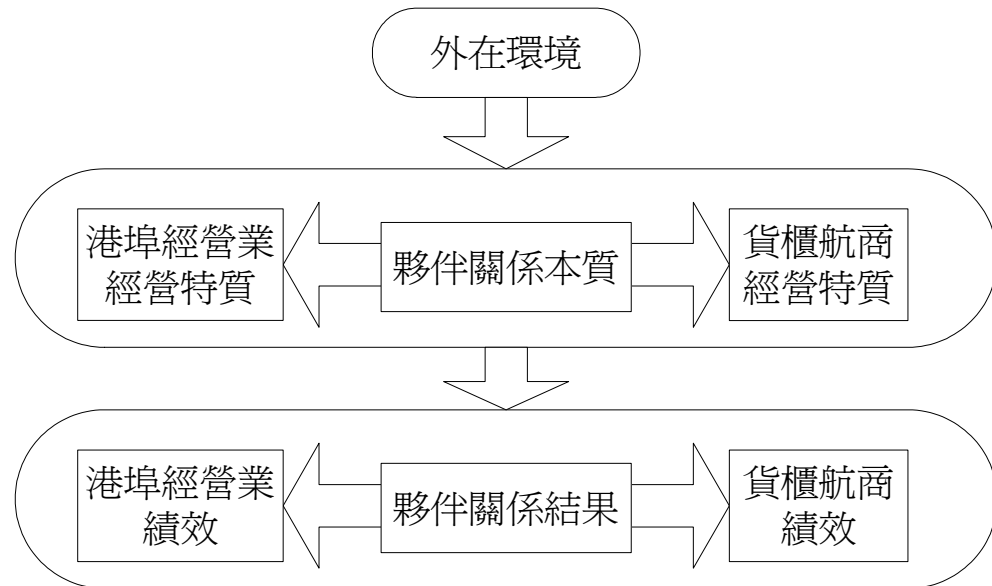 外在環境
港埠經營業
經營特質
夥伴關係本質
貨櫃航商
經營特質
港埠經營業
績效
夥伴關係結果
貨櫃航商
績效